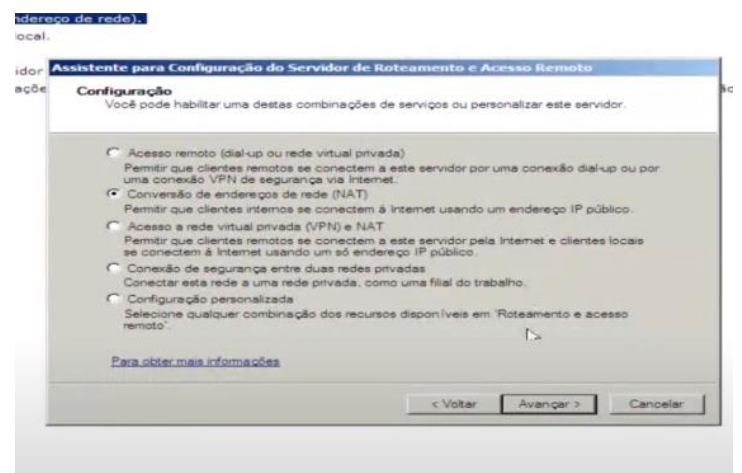 ndereço de rede).
ocal.
idor
açõe
Assistente para Configuração do Servidor de Roteamento e Acesso Remoto
Configuração
Você pode habilitar uma destas combinações de serviços ou personalizar este servidor.
Acesso remoto (dial-up ou rede virtual privada)
Permitir que clientes remotos se conectem a este servidor por uma conexão dial-up ou por
uma conexão VPN de segurança via Internet.
Conversão de endereços de rede (NAT)
Permitir que clientes internos se conectem à Internet usando um endereço IP público.
Acesso a rede virtual privada (VPN) e NAT
Permitir que clientes remotos se conectem a este servidor pela Internet e clientes locais
se conectem à Internet usando um só endereço IP público.
Conexão de segurança entre duas redes privadas
Conectar esta rede a uma rede privada, como uma filial do trabalho.
Configuração personalizada
Selecione qualquer combinação dos recursos disponíveis em 'Roteamento e acesso
remoto'.
Para obter mais informações
< Voltar
Avançar >
Cancelar